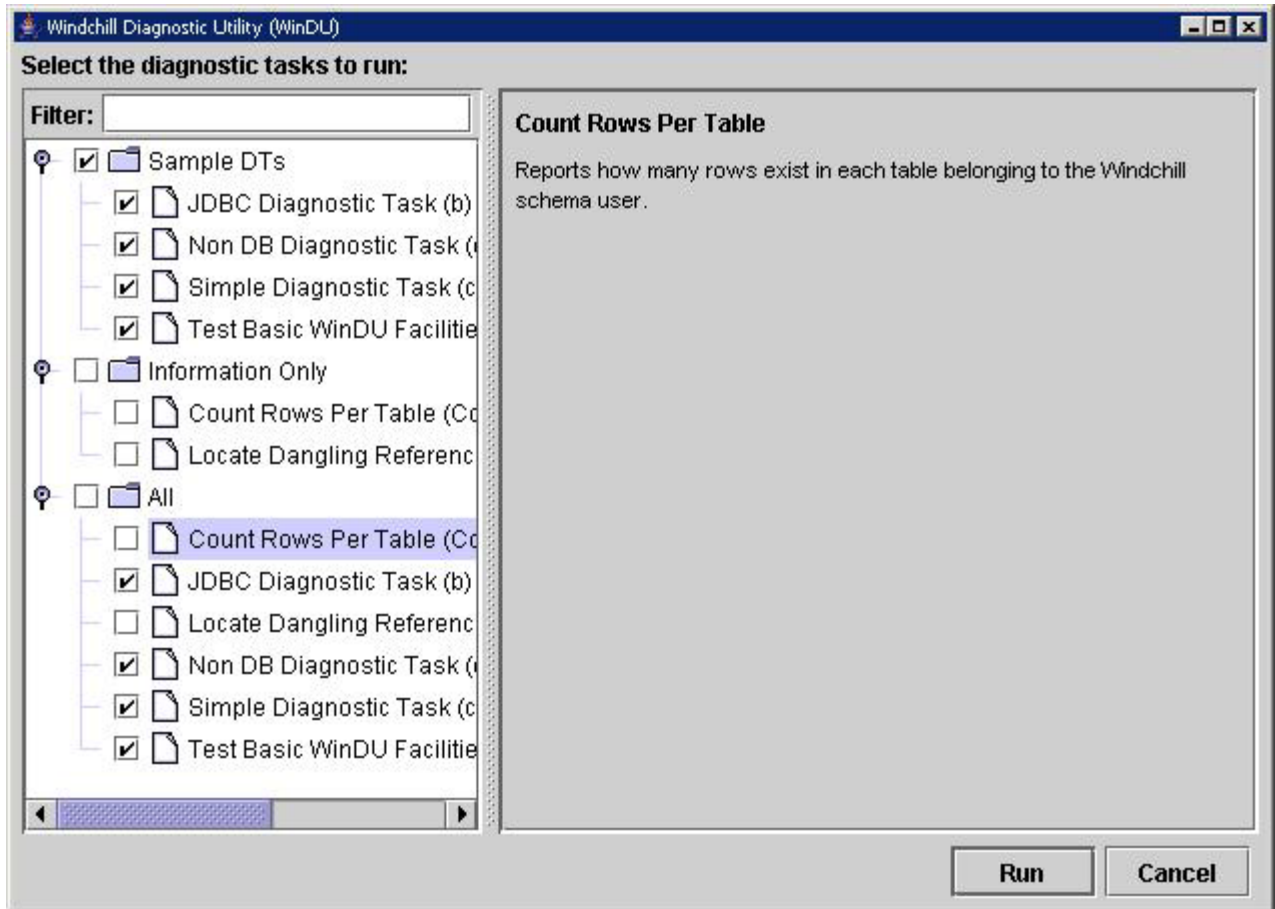 Windchill Diagnostic Utility (WinDU)
Select the diagnostic tasks to run:
Filter:
Sample DTs
JDBC Diagnostic Task (b)
Non DB Diagnostic Task (
Simple Diagnostic Task (c
Test Basic WinDU Facilitie
Information Only
Count Rows Per Table (Co
Locate Dangling Referenc
All
Count Rows Per Table (Co
JDBC Diagnostic Task (b)
Locate Dangling Referenc
Non DB Diagnostic Task (
Simple Diagnostic Task (c
Test Basic WinDU Facilitie
Count Rows Per Table
Reports how many rows exist in each table belonging to the Windchill
schema user.
Run
Cancel